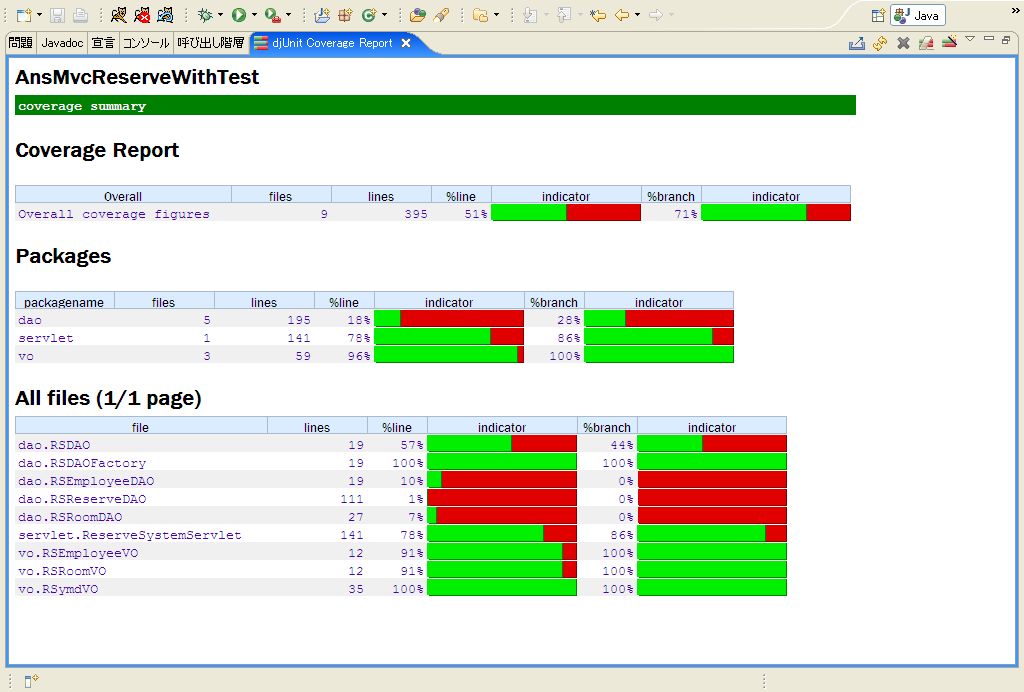 Java
問題 Javadoc 宣言 コンソール 呼び出し階層 djUnit Coverage Report
AnsMvcReserveWithTest
coverage summary
Coverage Report
Overall files lines %line indicator %branch indicator
Overall coverage figures 9 395 51% 71%
Packages
packagename files lines %line indicator %branch indicator
dao 5 195 18% 28%
servlet 1 141 78% 86%
vo 3 59 96% 100%
All files (1/1 page)
file lines %line indicator %branch indicator
dao.RSDAO 19 57% 44%
dao.RSDAOFactory 19 100% 100%
dao.RSEmployeeDAO 19 10% 0%
dao.RSReserveDAO 111 1% 0%
dao.RSRoomDAO 27 7% 0%
servlet.ReserveSystemServlet 141 78% 86%
vo.RSEmployeeVO 12 91% 100%
vo.RSRoomVO 12 91% 100%
vo.RSymdVO 35 100% 100%